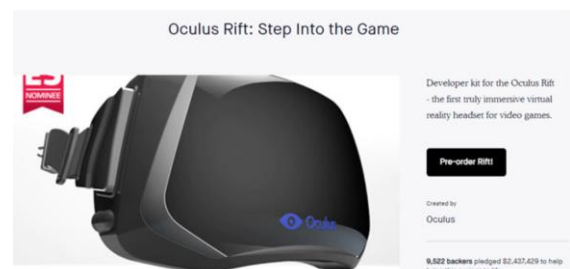 Oculus Rift: Step Into the Game
NOMINEE
Developer kit for the Oculus Rift
- the first truly immersive virtual
reality headset for video games.
Pre-order Rift!
Oculus
Created by
Oculus
9,522 backers pledged $2,437,429 to help